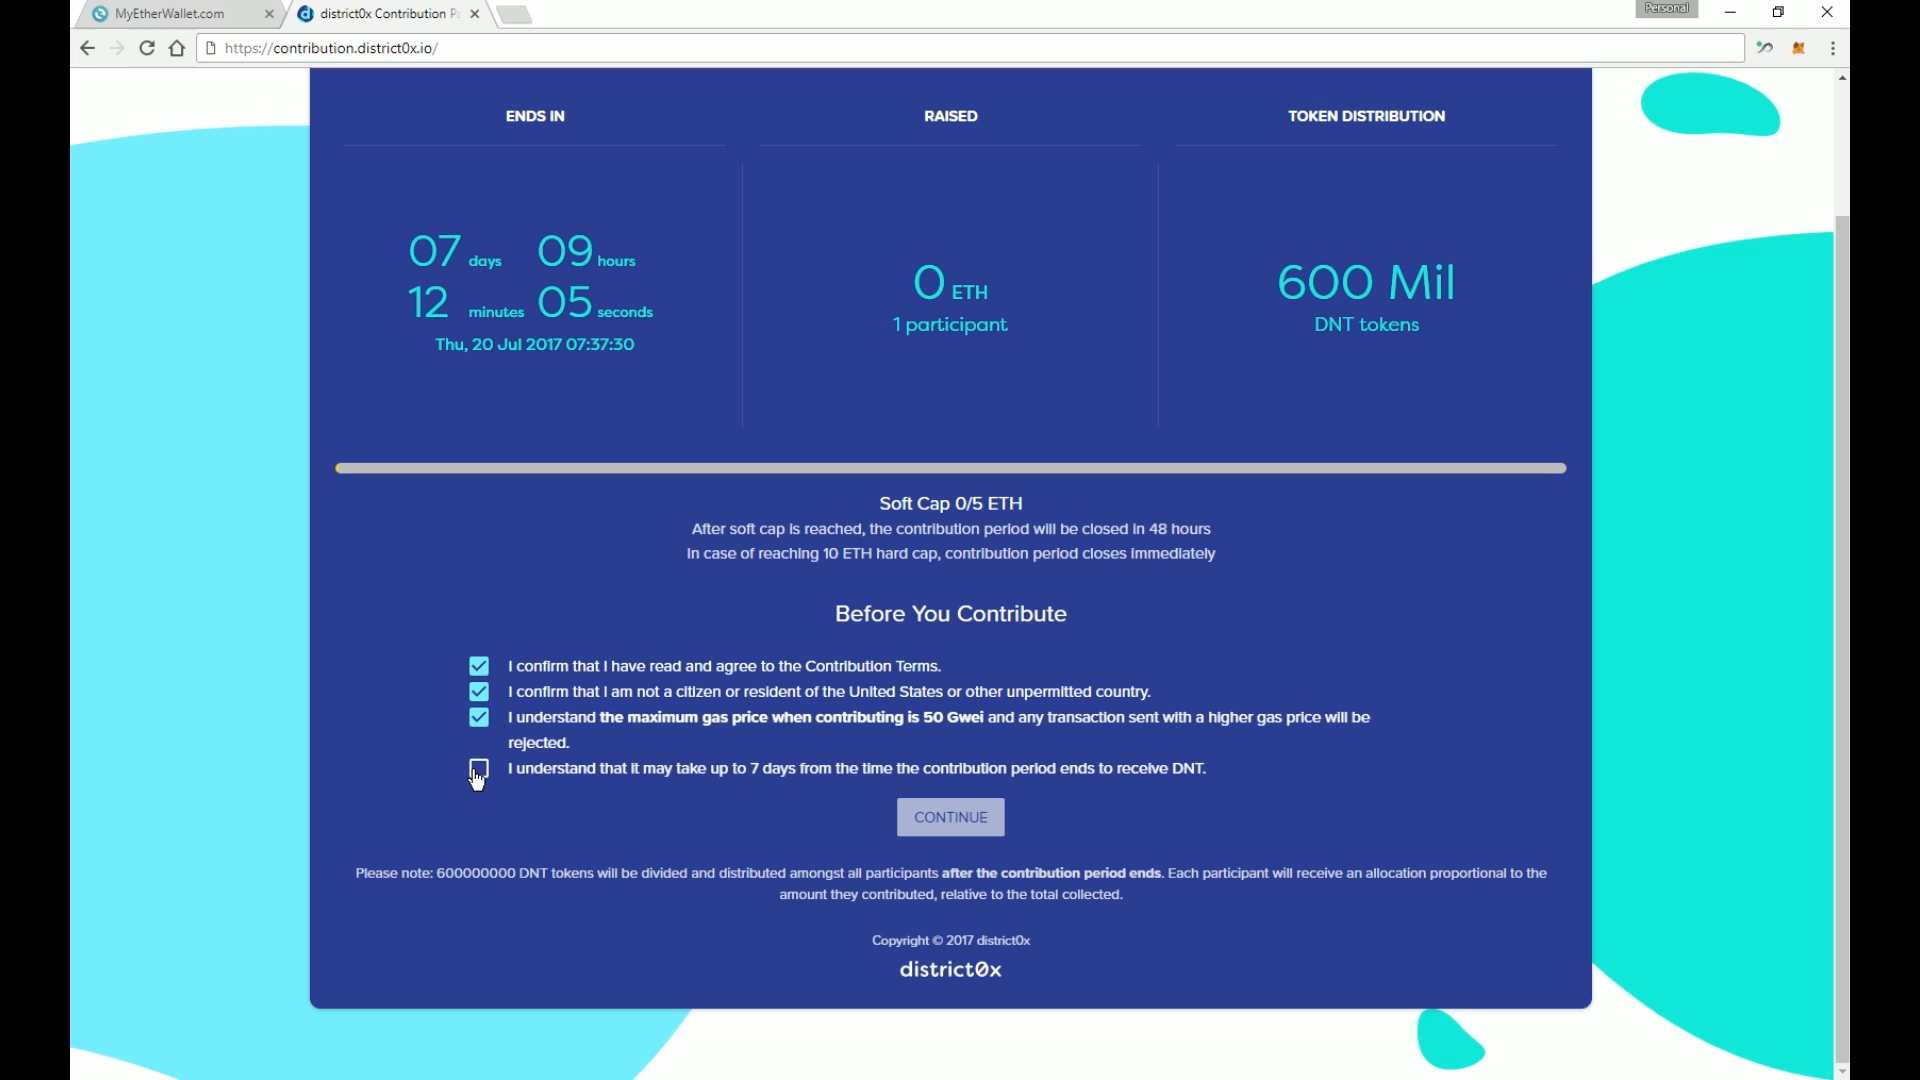 MyEtherWallet.com
district0x Contribution Pa
Personal
https://contribution.district0x.io/
ENDS IN
RAISED
TOKEN DISTRIBUTION
07 days 09 hours
12 minutes 05 seconds
Thu, 20 Jul 2017 07:37:30
0 ETH
1 participant
600 Mil
DNT tokens
Soft Cap 0/5 ETH
After soft cap is reached, the contribution period will be closed in 48 hours
In case of reaching 10 ETH hard cap, contribution period closes immediately
Before You Contribute
I confirm that I have read and agree to the Contribution Terms.
I confirm that I am not a citizen or resident of the United States or other unpermitted country.
I understand the maximum gas price when contributing is 50 Gwei and any transaction sent with a higher gas price will be
rejected.
I understand that it may take up to 7 days from the time the contribution period ends to receive DNT.
CONTINUE
Please note: 600000000 DNT tokens will be divided and distributed amongst all participants after the contribution period ends. Each participant will receive an allocation proportional to the
amount they contributed, relative to the total collected.
Copyright © 2017 district0x
district0x